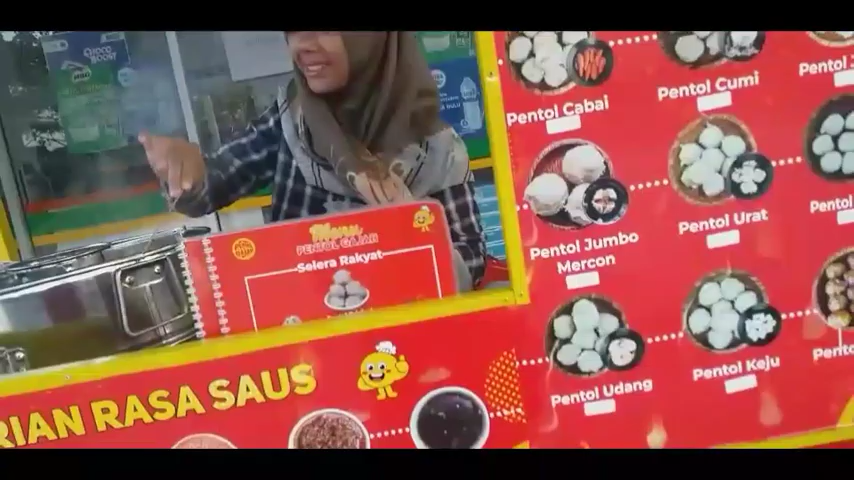 CHOCO
BOOST
Menu
PENTOL GAJAH
Selera Rakyat
RIAN RASA SAUS
Pentol Cabai
Pentol Cumi
Pentol
Pentol Jumbo
Mercon
Pentol Urat
Pentol
Pentol Udang
Pentol Keju